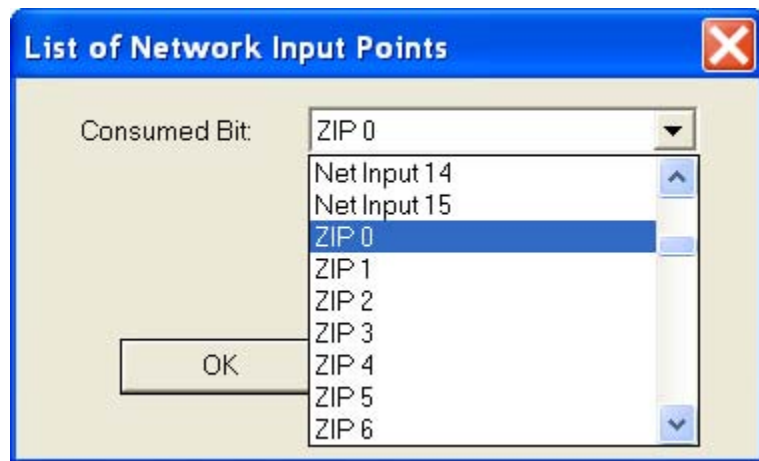 List of Network Input Points
Consumed Bit: ZIP 0
Net Input 14
Net Input 15
ZIP 0
ZIP 1
ZIP 2
ZIP 3
OK
ZIP 4
ZIP 5
ZIP 6